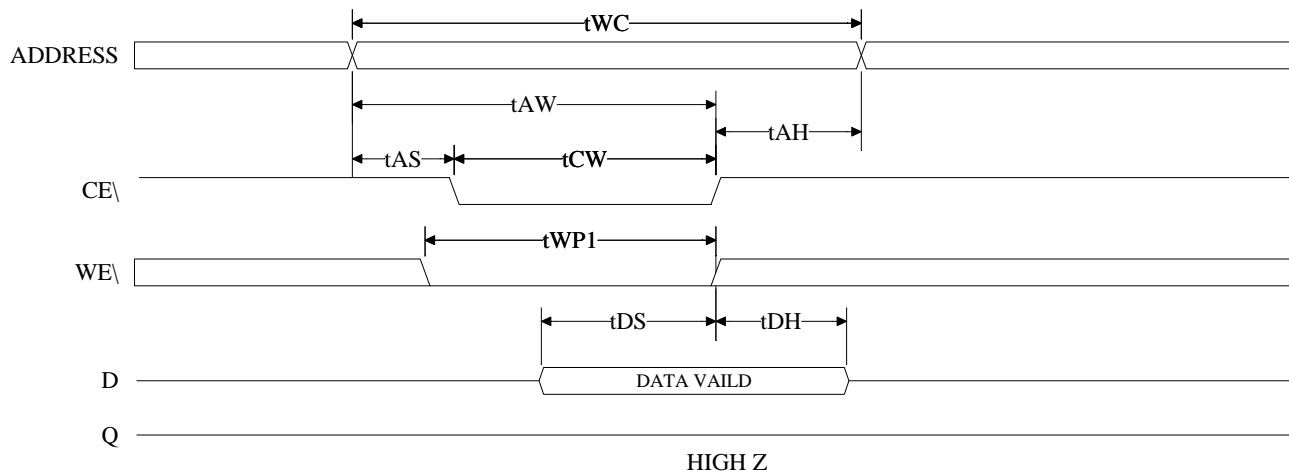 tWC
ADDRESS
tAW
tAH
tAS
tCW
CE\
tWP1
WE\
tDS
tDH
D
DATA VAILD
Q
HIGH Z